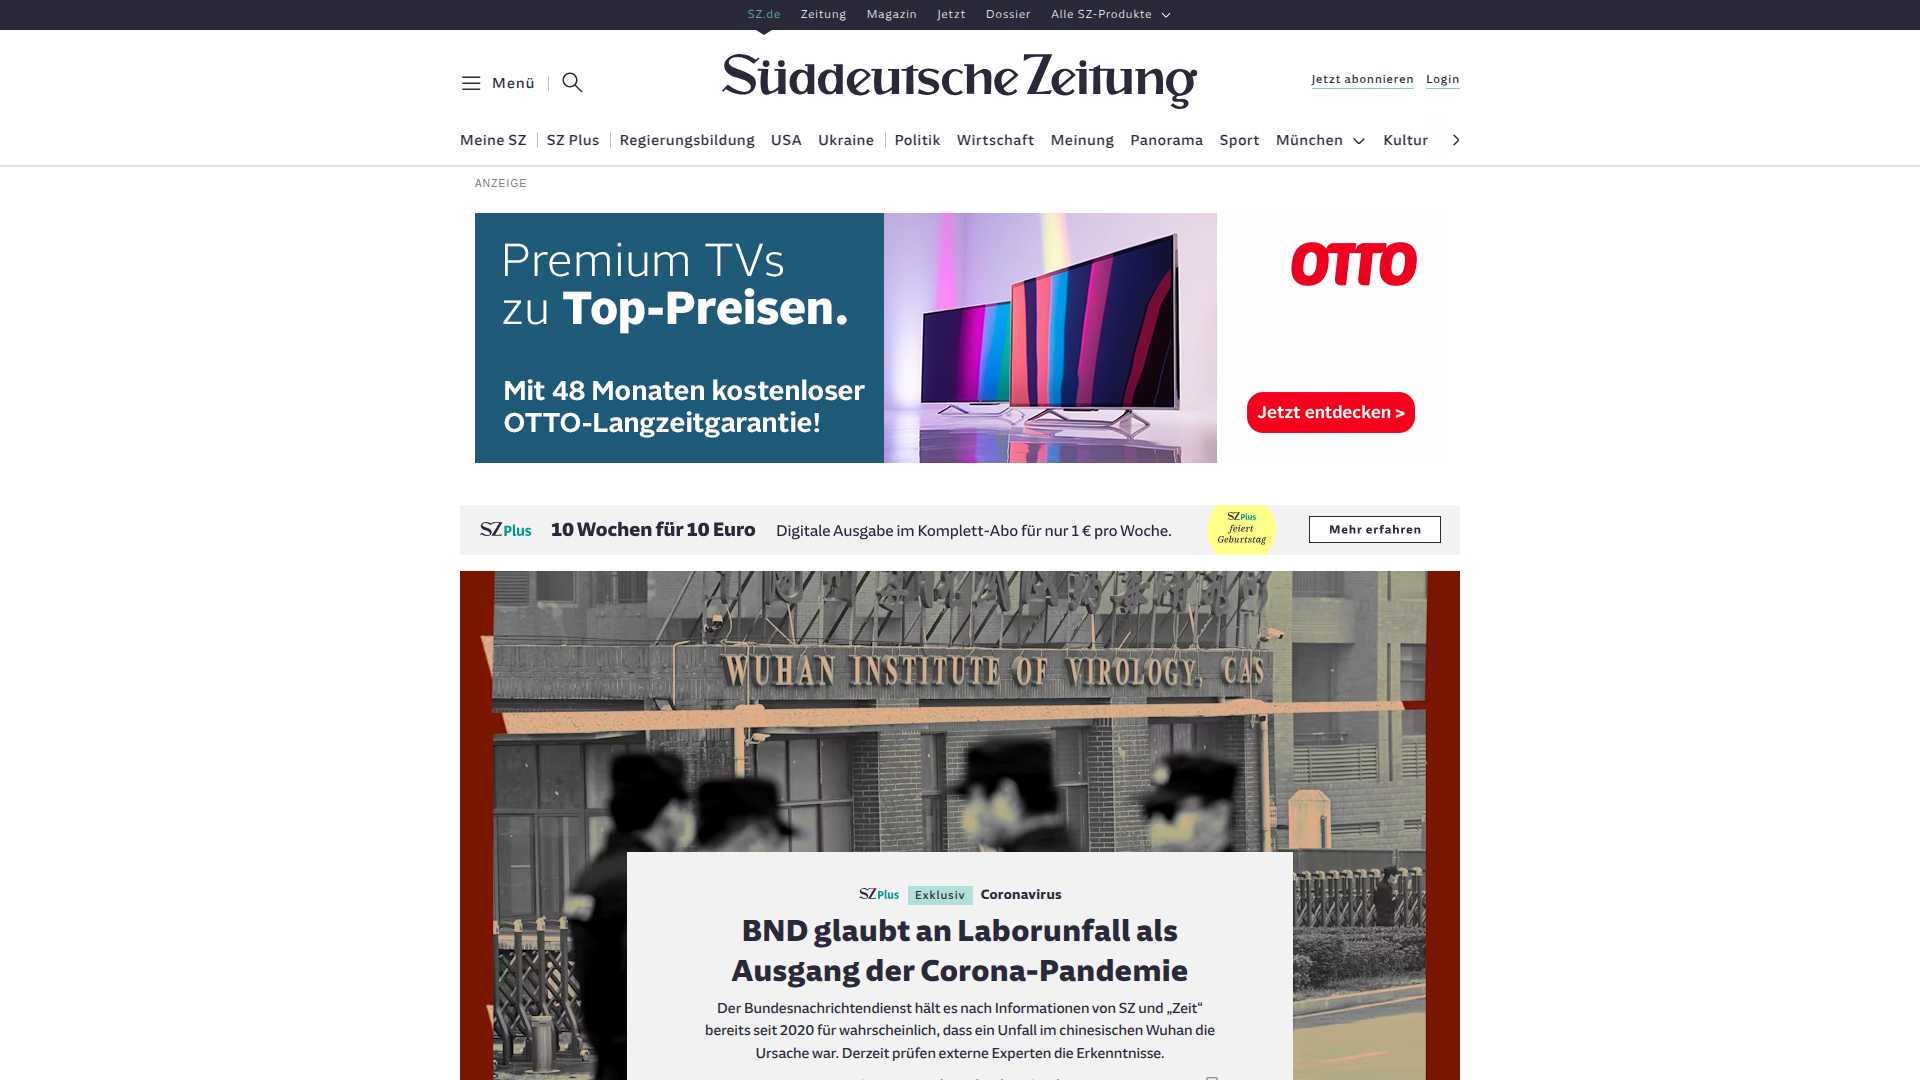 SZ.de Zeitung Magazin Jetzt Dossier Alle SZ-Produkte
Menü
Süddeutsche Zeitung
Jetzt abonnieren Login
Meine SZ SZ Plus Regierungsbildung USA Ukraine Politik Wirtschaft Meinung Panorama Sport München Kultur
ANZEIGE
Premium TVs
zu Top-Preisen.
Mit 48 Monaten kostenloser
OTTO-Langzeitgarantie!
OTTO
Jetzt entdecken >
SZ Plus 10 Wochen für 10 Euro Digitale Ausgabe im Komplett-Abo für nur 1 € pro Woche.
SZ Plus
feiert
Geburtstag
Mehr erfahren
WUHAN INSTITUTE OF VIROLOGY, CAS
SZ Plus Exklusiv Coronavirus
BND glaubt an Laborunfall als
Ausgang der Corona-Pandemie
Der Bundesnachrichtendienst hält es nach Informationen von SZ und „Zeit“
bereits seit 2020 für wahrscheinlich, dass ein Unfall im chinesischen Wuhan die
Ursache war. Derzeit prüfen externe Experten die Erkenntnisse.